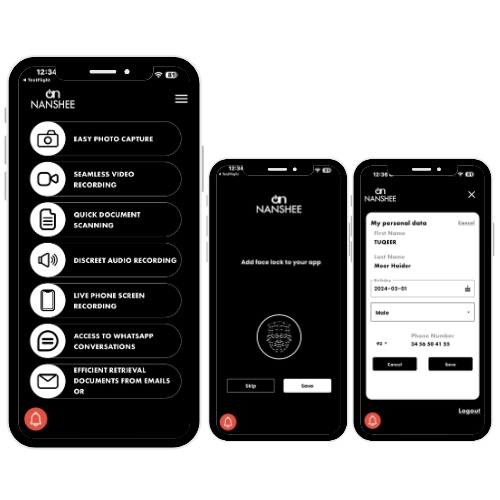 12:34
◂ TestFlight
81
NANSHEE
EASY PHOTO CAPTURE
SEAMLESS VIDEO
RECORDING
QUICK DOCUMENT
SCANNING
DISCREET AUDIO RECORDING
LIVE PHONE SCREEN
RECORDING
ACCESS TO WHATSAPP
CONVERSATIONS
EFFICIENT RETRIEVAL
DOCUMENTS FROM EMAILS
OR
12:34
◂ TestFlight
NANSHEE
Add face lock to your app
Skip
Save
12:36
NANSHEE
My personal data
Cancel
First Name
TUQEER
Last Name
Meer Haider
Birthday
2024-03-01
Male
Phone Number
92
34 56 50 41 55
Cancel
Save
Logout